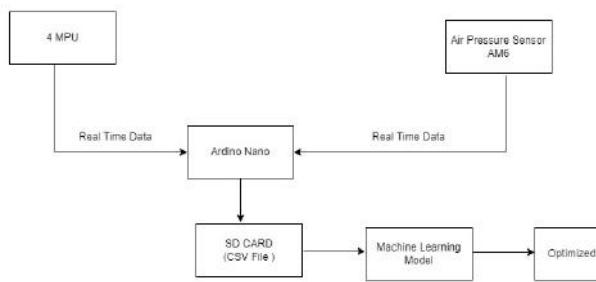 4 MPU
Air Pressure Sensor
AM6
Real Time Data
Real Time Data
Ardino Nano
SD CARD
(CSV File )
Machine Learning
Model
Optimized